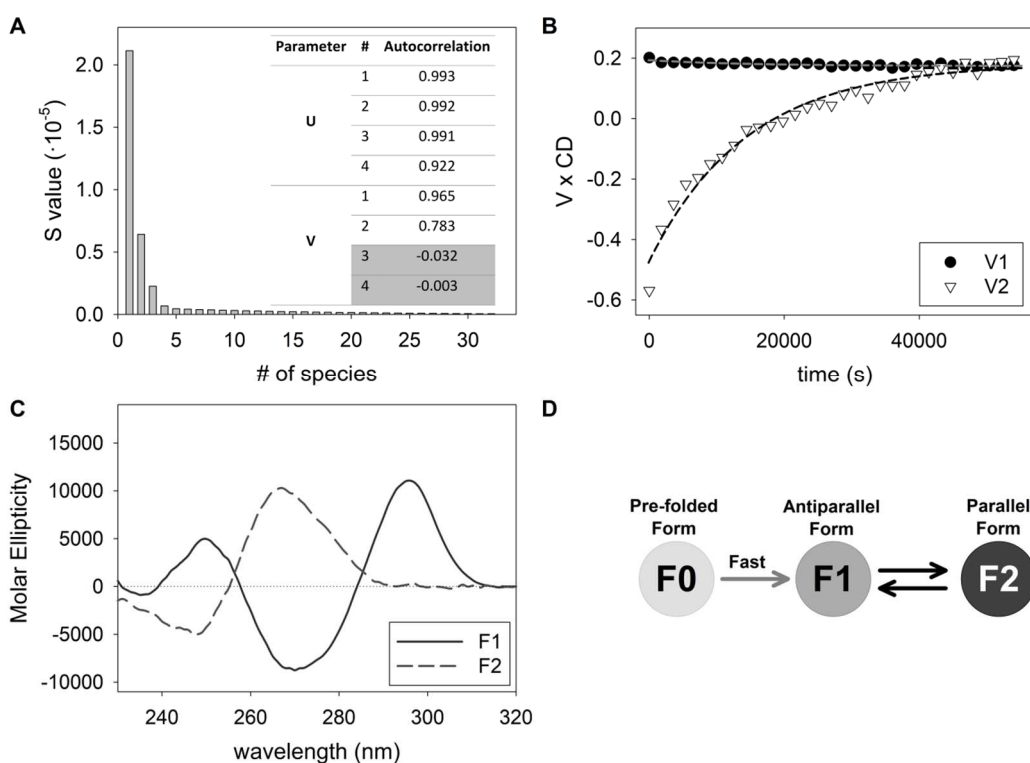 A
S value (·10⁻⁵)
2.0
1.5
1.0
0.5
0.0
0 5 10 15 20 25 30
# of species
Parameter # Autocorrelation
U
1 0.993
2 0.992
3 0.991
4 0.922
V
1 0.965
2 0.783
3 -0.032
4 -0.003
B
V x CD
0.2
0.0
-0.2
-0.4
-0.6
0 20000 40000
time (s)
V1
V2
C
Molar Ellipticity
15000
10000
5000
0
-5000
-10000
240 260 280 300 320
wavelength (nm)
F1
F2
D
Pre-folded
Form
F0
Fast
Antiparallel
Form
F1
Parallel
Form
F2